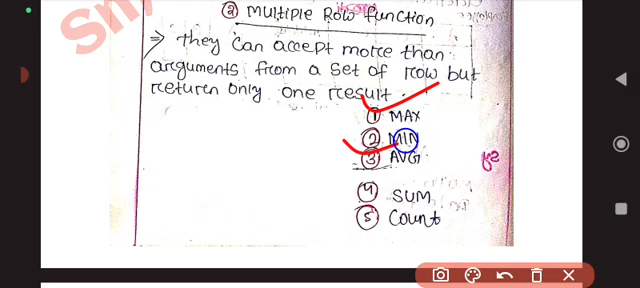 ② Multiple Row Function
⇒ They can accept more than
arguments from a set of row but
return only one result.
① MAX
② MIN
③ AVG
④ SUM
⑤ Count